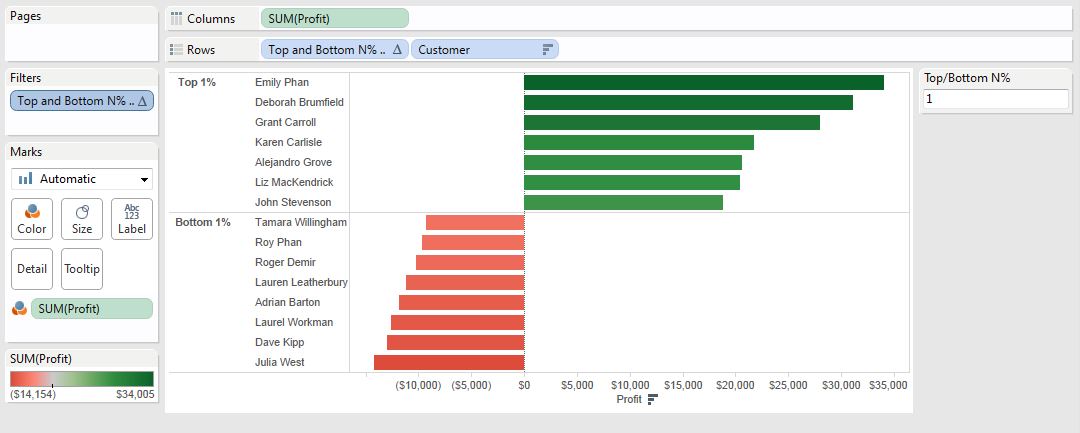 Pages
Columns
SUM(Profit)
Rows
Top and Bottom N% ..
Customer
Filters
Top and Bottom N% ..
Marks
Automatic
Color
Size
Abc
123
Label
Detail
Tooltip
SUM(Profit)
SUM(Profit)
($14,154) $34,005
Top 1% Emily Phan
Deborah Brumfield
Grant Carroll
Karen Carlisle
Alejandro Grove
Liz MacKendrick
John Stevenson
Bottom 1% Tamara Willingham
Roy Phan
Roger Demir
Lauren Leatherbury
Adrian Barton
Laurel Workman
Dave Kipp
Julia West
($10,000) ($5,000) $0 $5,000 $10,000 $15,000 $20,000 $25,000 $30,000 $35,000
Profit
Top/Bottom N%
1